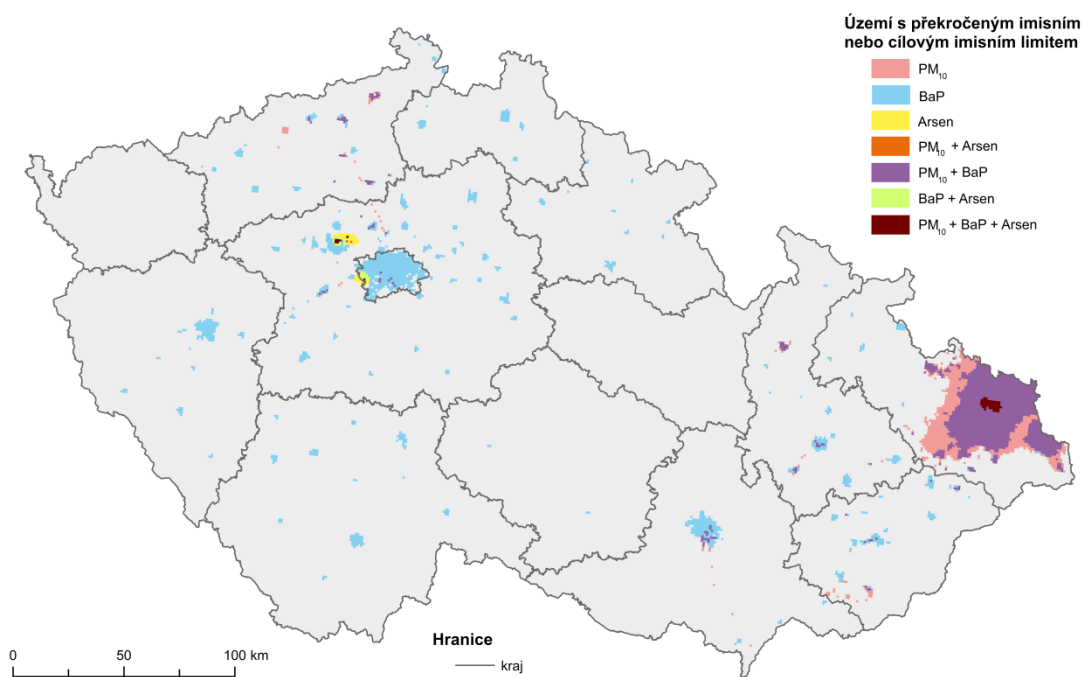 Území s překročeným imisním
nebo cílovým imisním limitem
PM10
BaP
Arsen
PM10 + Arsen
PM10 + BaP
BaP + Arsen
PM10 + BaP + Arsen
Hranice
kraj
0 50 100 km